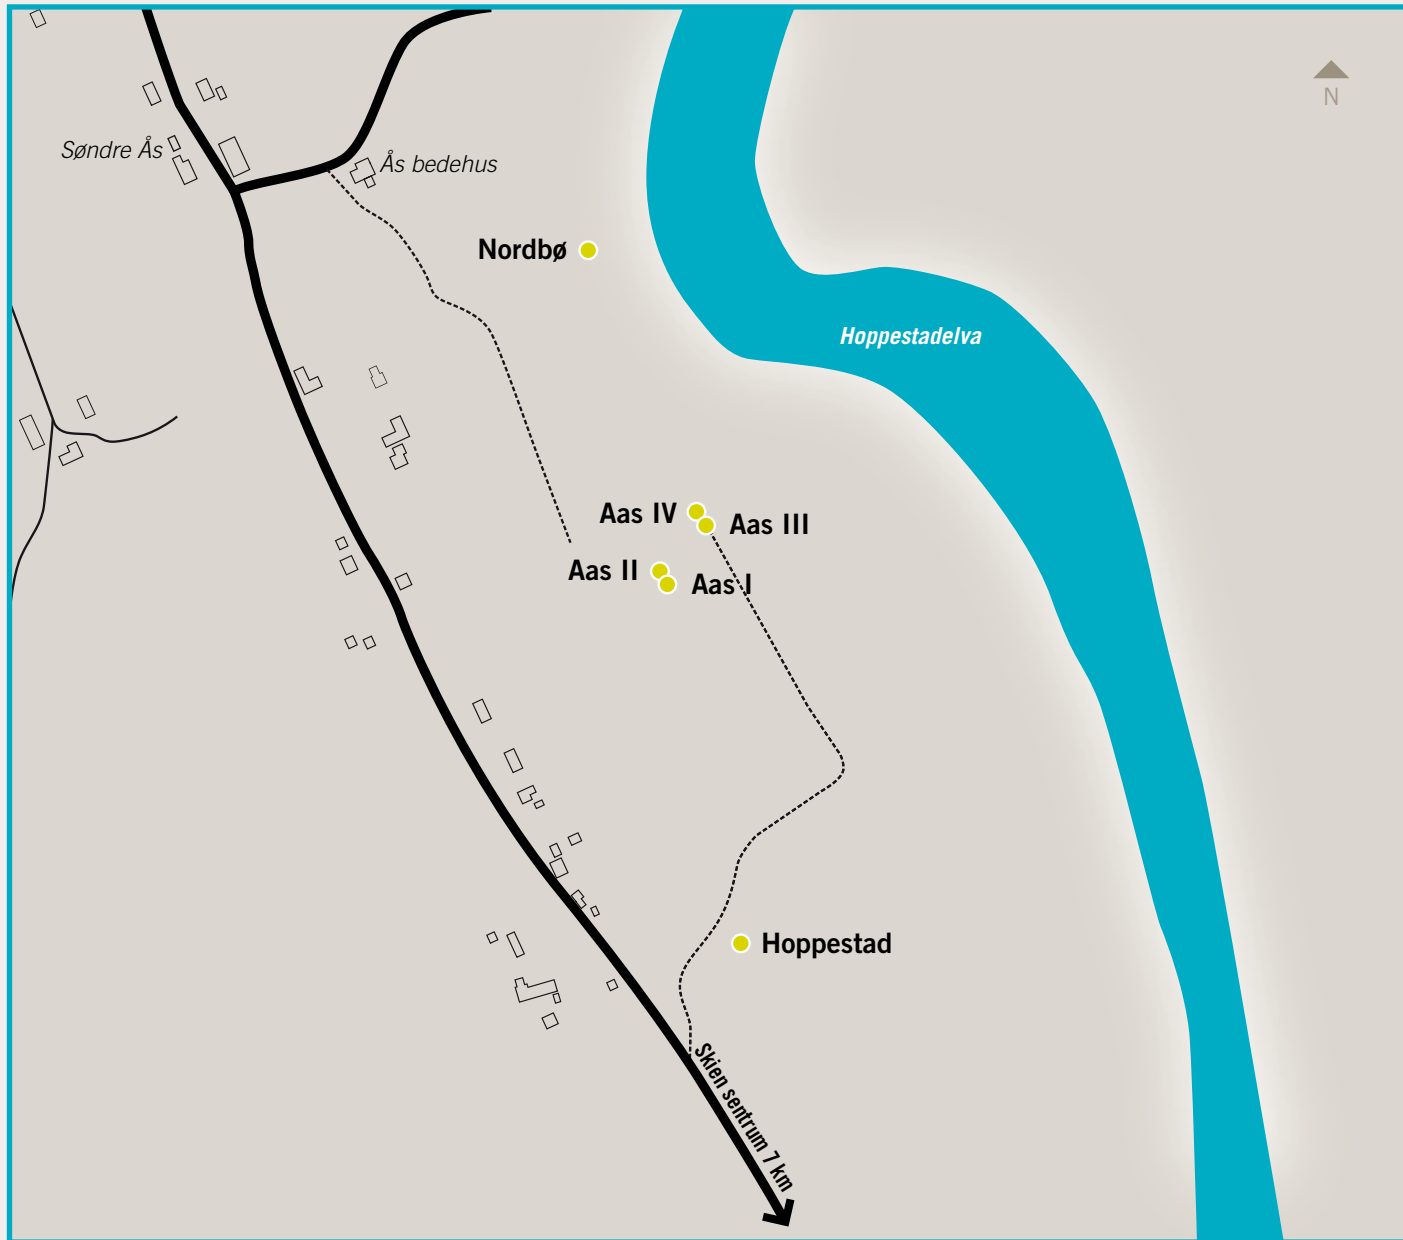 N
Søndre Ås
Ås bedehus
Nordbø
Hoppestadelva
Aas IV
Aas III
Aas II
Aas I
Hoppestad
Skien sentrum 7 km